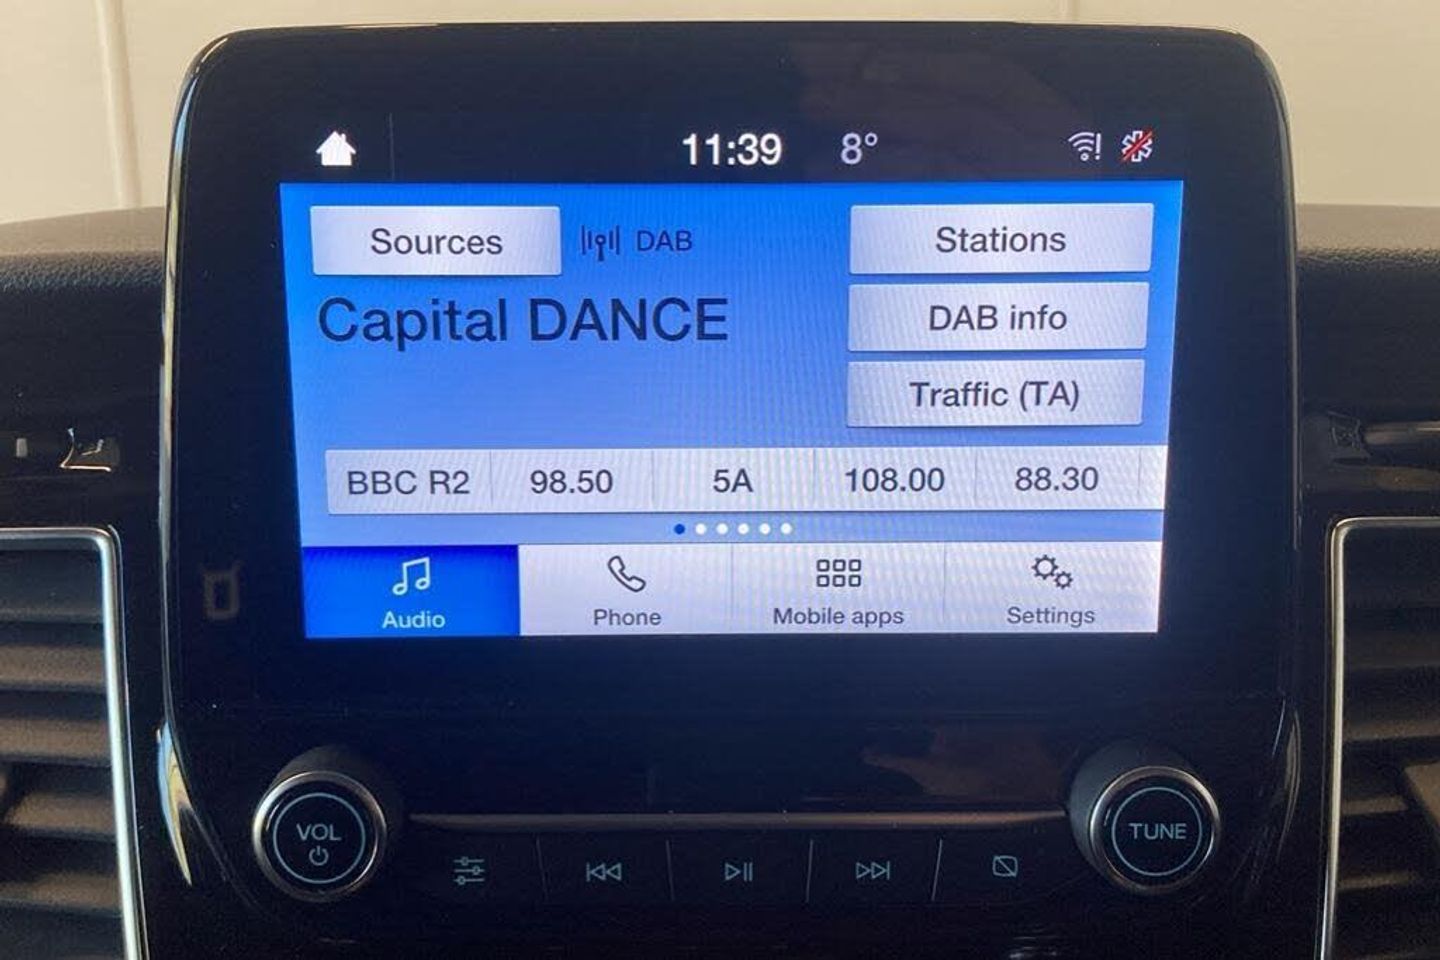 11:39 8°
Sources DAB Stations
Capital DANCE DAB info
Traffic (TA)
BBC R2 98.50 5A 108.00 88.30
Audio Phone Mobile apps Settings
VOL TUNE